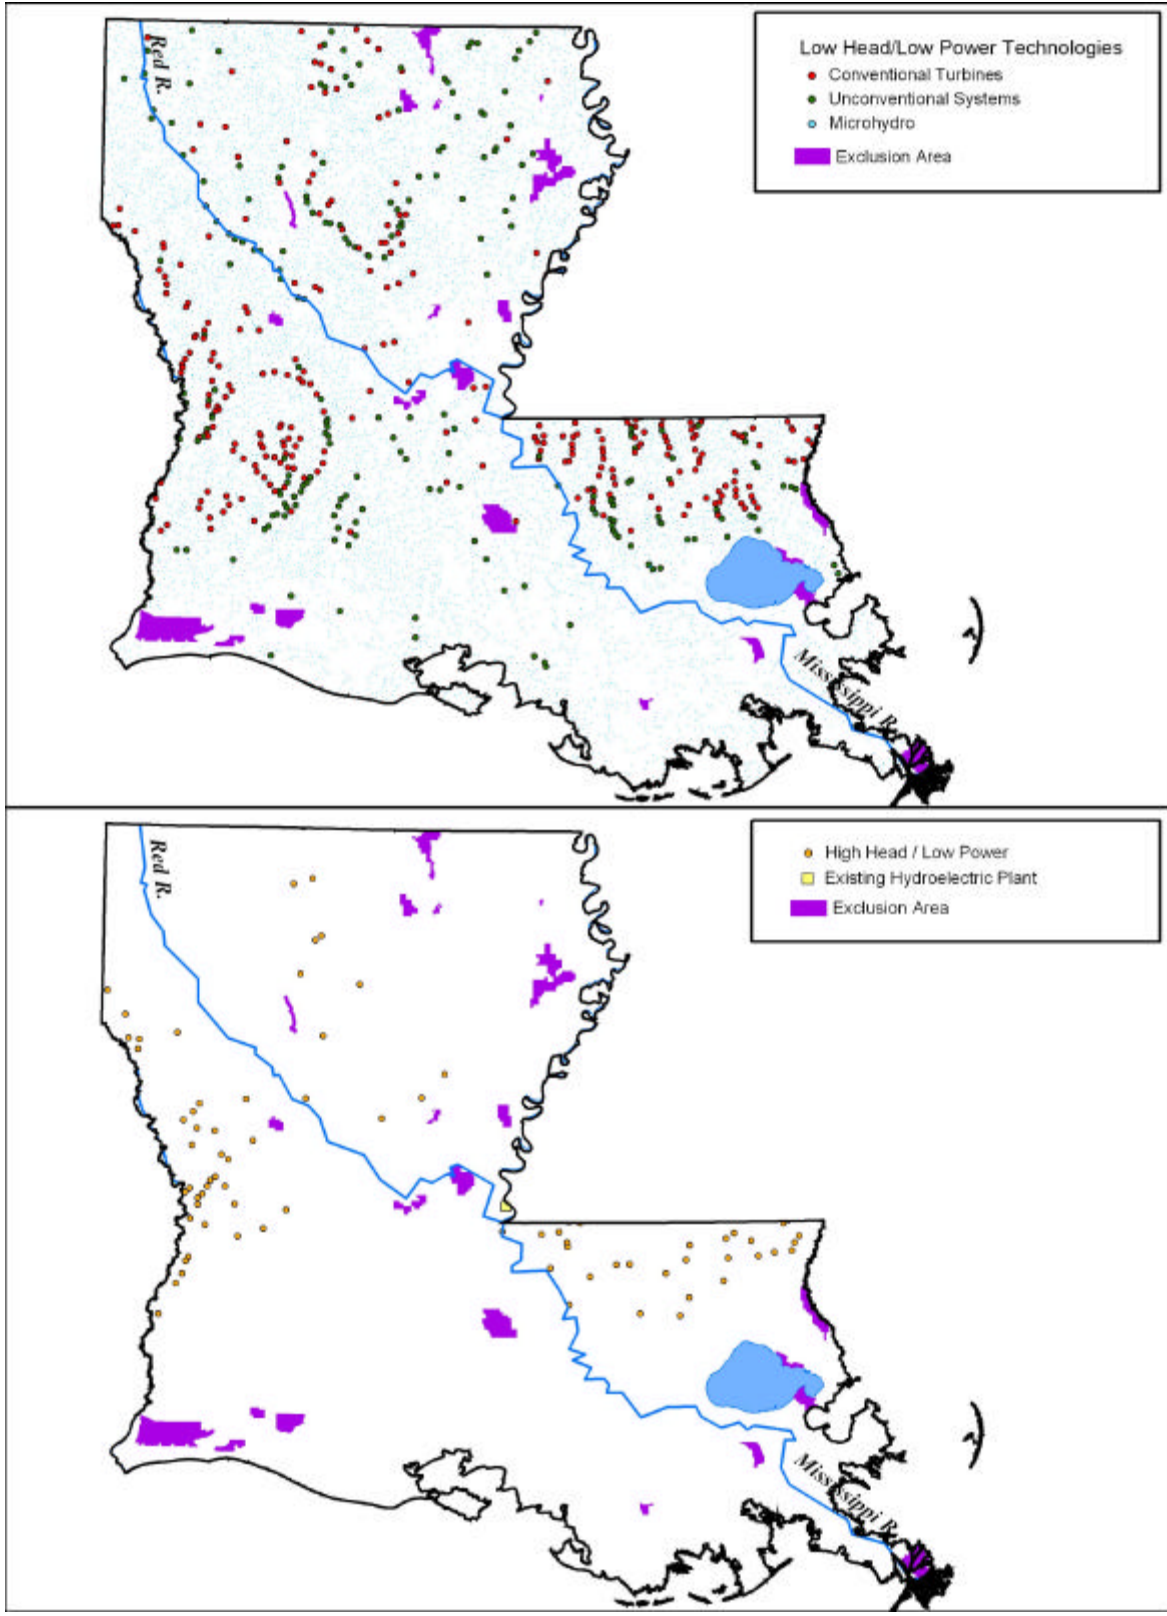 Red R.
Low Head/Low Power Technologies
Conventional Turbines
Unconventional Systems
Microhydro
Exclusion Area
Mississippi R.
Red R.
High Head / Low Power
Existing Hydroelectric Plant
Exclusion Area
Mississippi R.